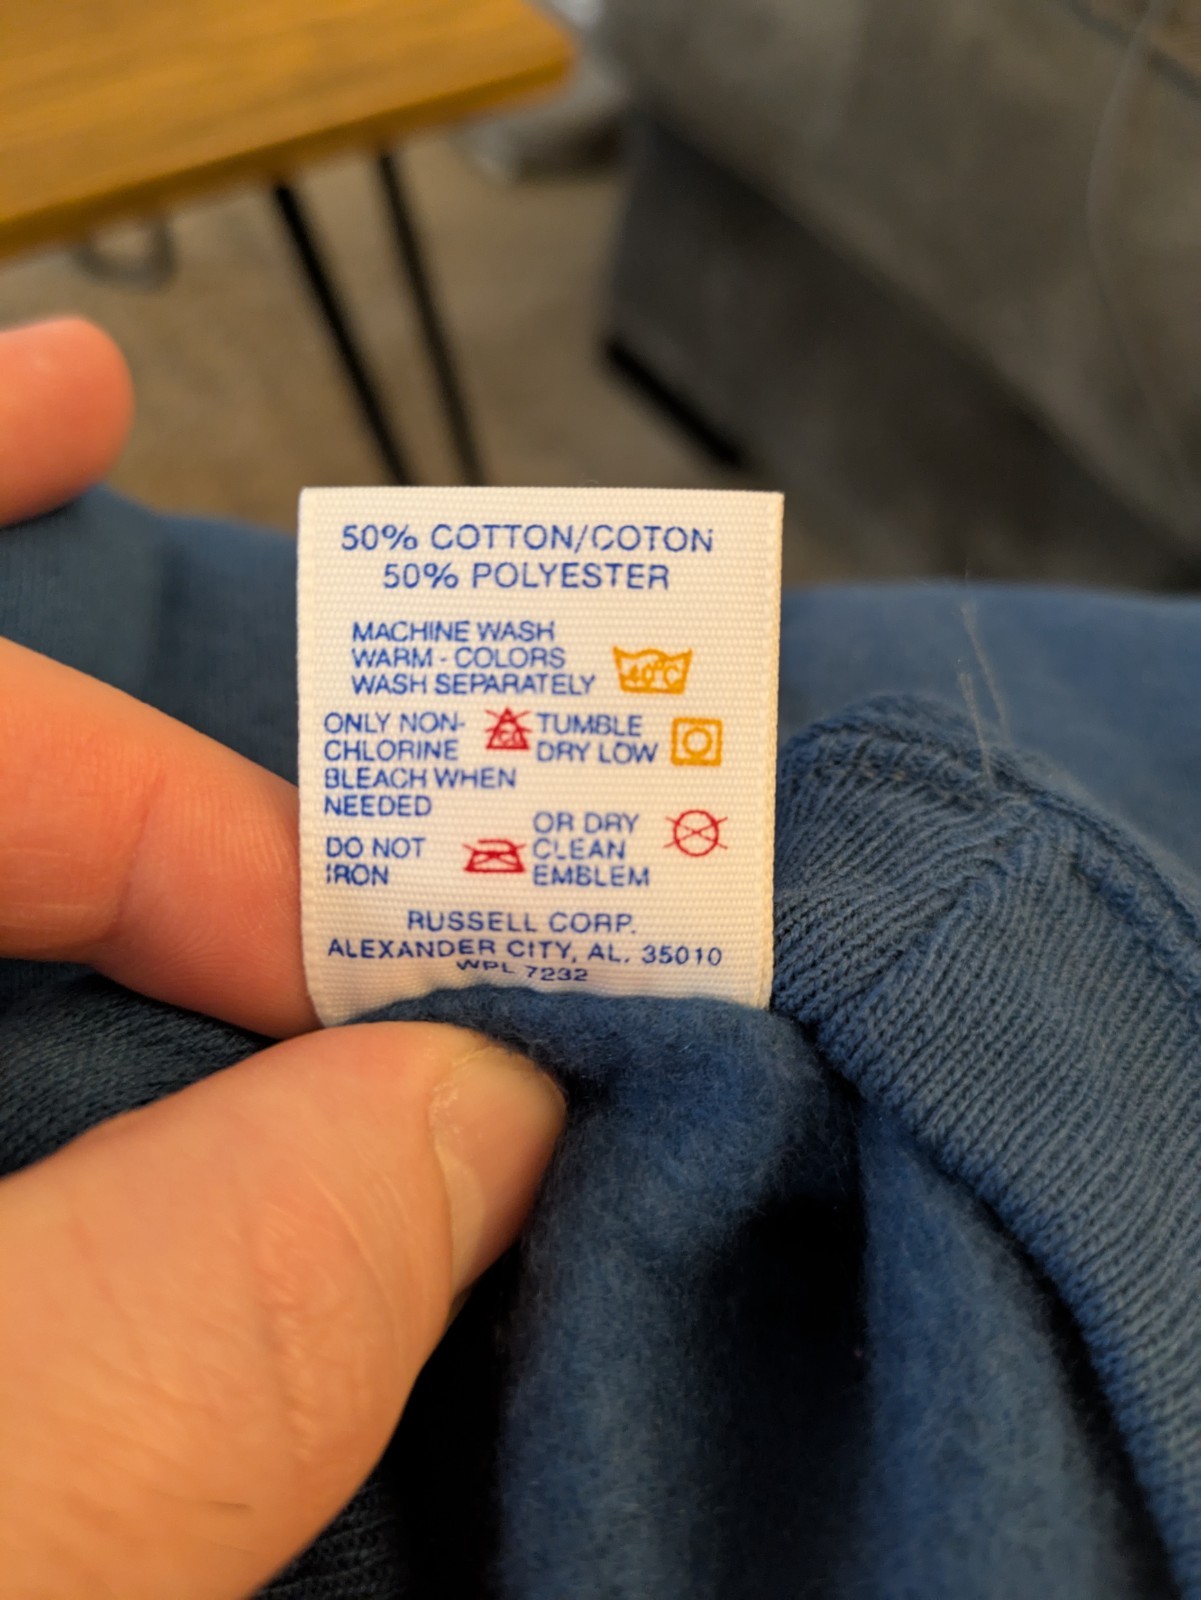 50% COTTON/COTON
50% POLYESTER
MACHINE WASH
WARM - COLORS
WASH SEPARATELY
40°C
ONLY NON-
CHLORINE
BLEACH WHEN
NEEDED
TUMBLE
DRY LOW
DO NOT
IRON
OR DRY
CLEAN
EMBLEM
RUSSELL CORP.
ALEXANDER CITY, AL. 35010
WPL 7232